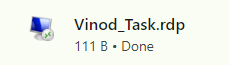 Vinod_Task.rdp
111 B • Done